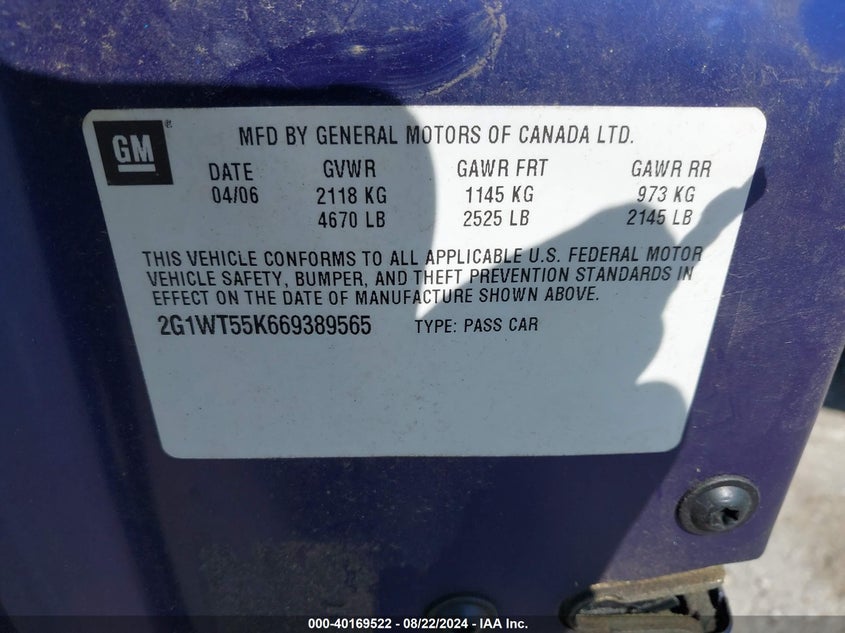 GM ®
MFD BY GENERAL MOTORS OF CANADA LTD.
DATE GVWR GAWR FRT GAWR RR
04/06 2118 KG 1145 KG 973 KG
4670 LB 2525 LB 2145 LB
THIS VEHICLE CONFORMS TO ALL APPLICABLE U.S. FEDERAL MOTOR
VEHICLE SAFETY, BUMPER, AND THEFT PREVENTION STANDARDS IN
EFFECT ON THE DATE OF MANUFACTURE SHOWN ABOVE.
2G1WT55K669389565 TYPE: PASS CAR
000-40169522 - 08/22/2024 - IAA Inc.